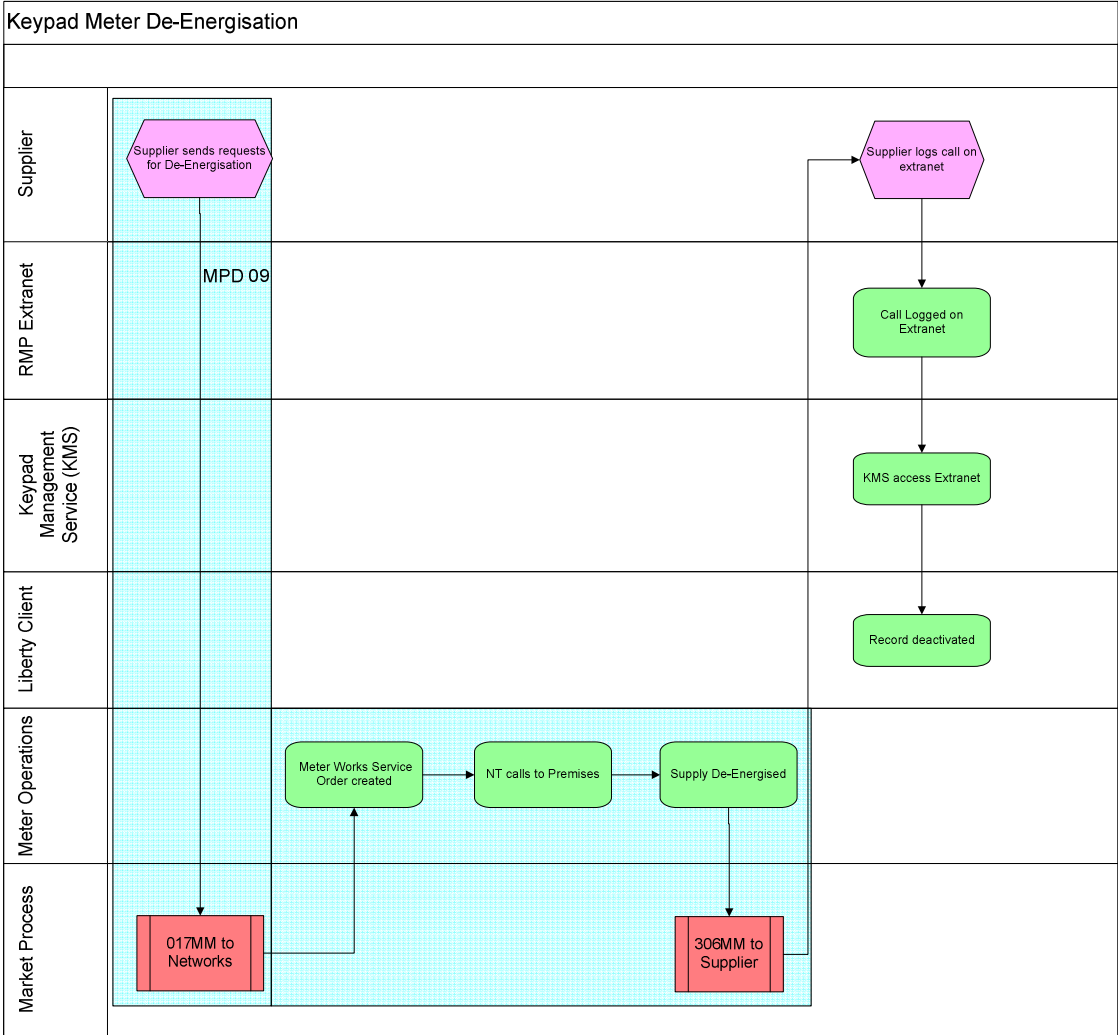 Keypad Meter De-Energisation
Supplier
Supplier sends requests
for De-Energisation
Supplier logs call on
extranet
RMP Extranet
MPD 09
Call Logged on
Extranet
Keypad
Management
Service (KMS)
KMS access Extranet
Liberty Client
Record deactivated
Meter Operations
Meter Works Service
Order created
NT calls to Premises
Supply De-Energised
Market Process
017MM to
Networks
306MM to
Supplier